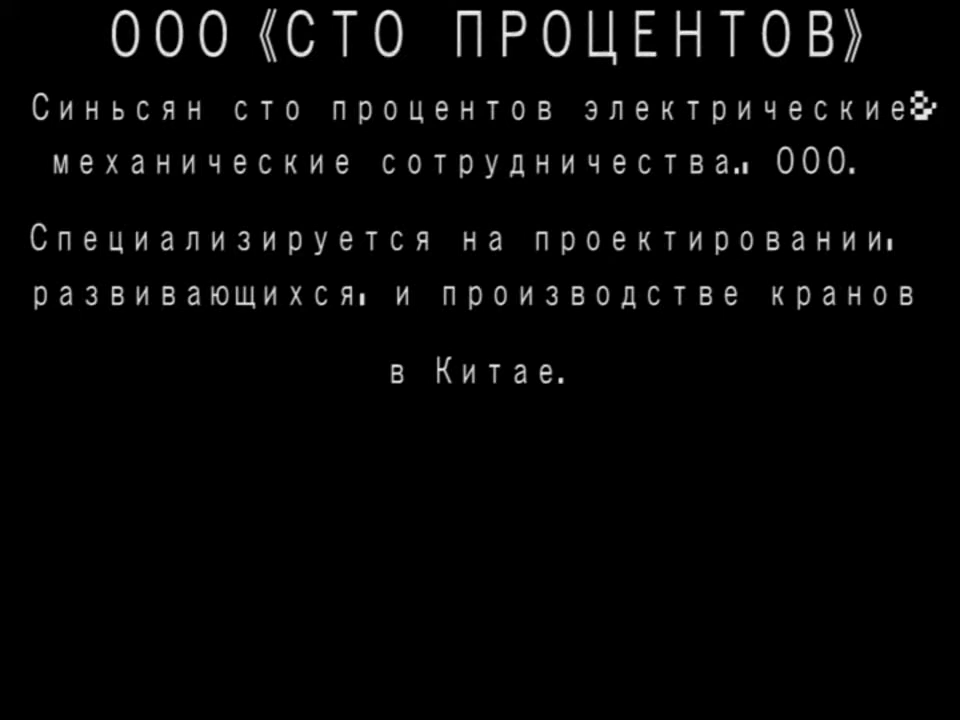 ООО《СТО ПРОЦЕНТОВ》
Синьсян сто процентов электрические&
механические сотрудничества., ООО.
Специализируется на проектировании,
развивающихся, и производстве кранов
в Китае.